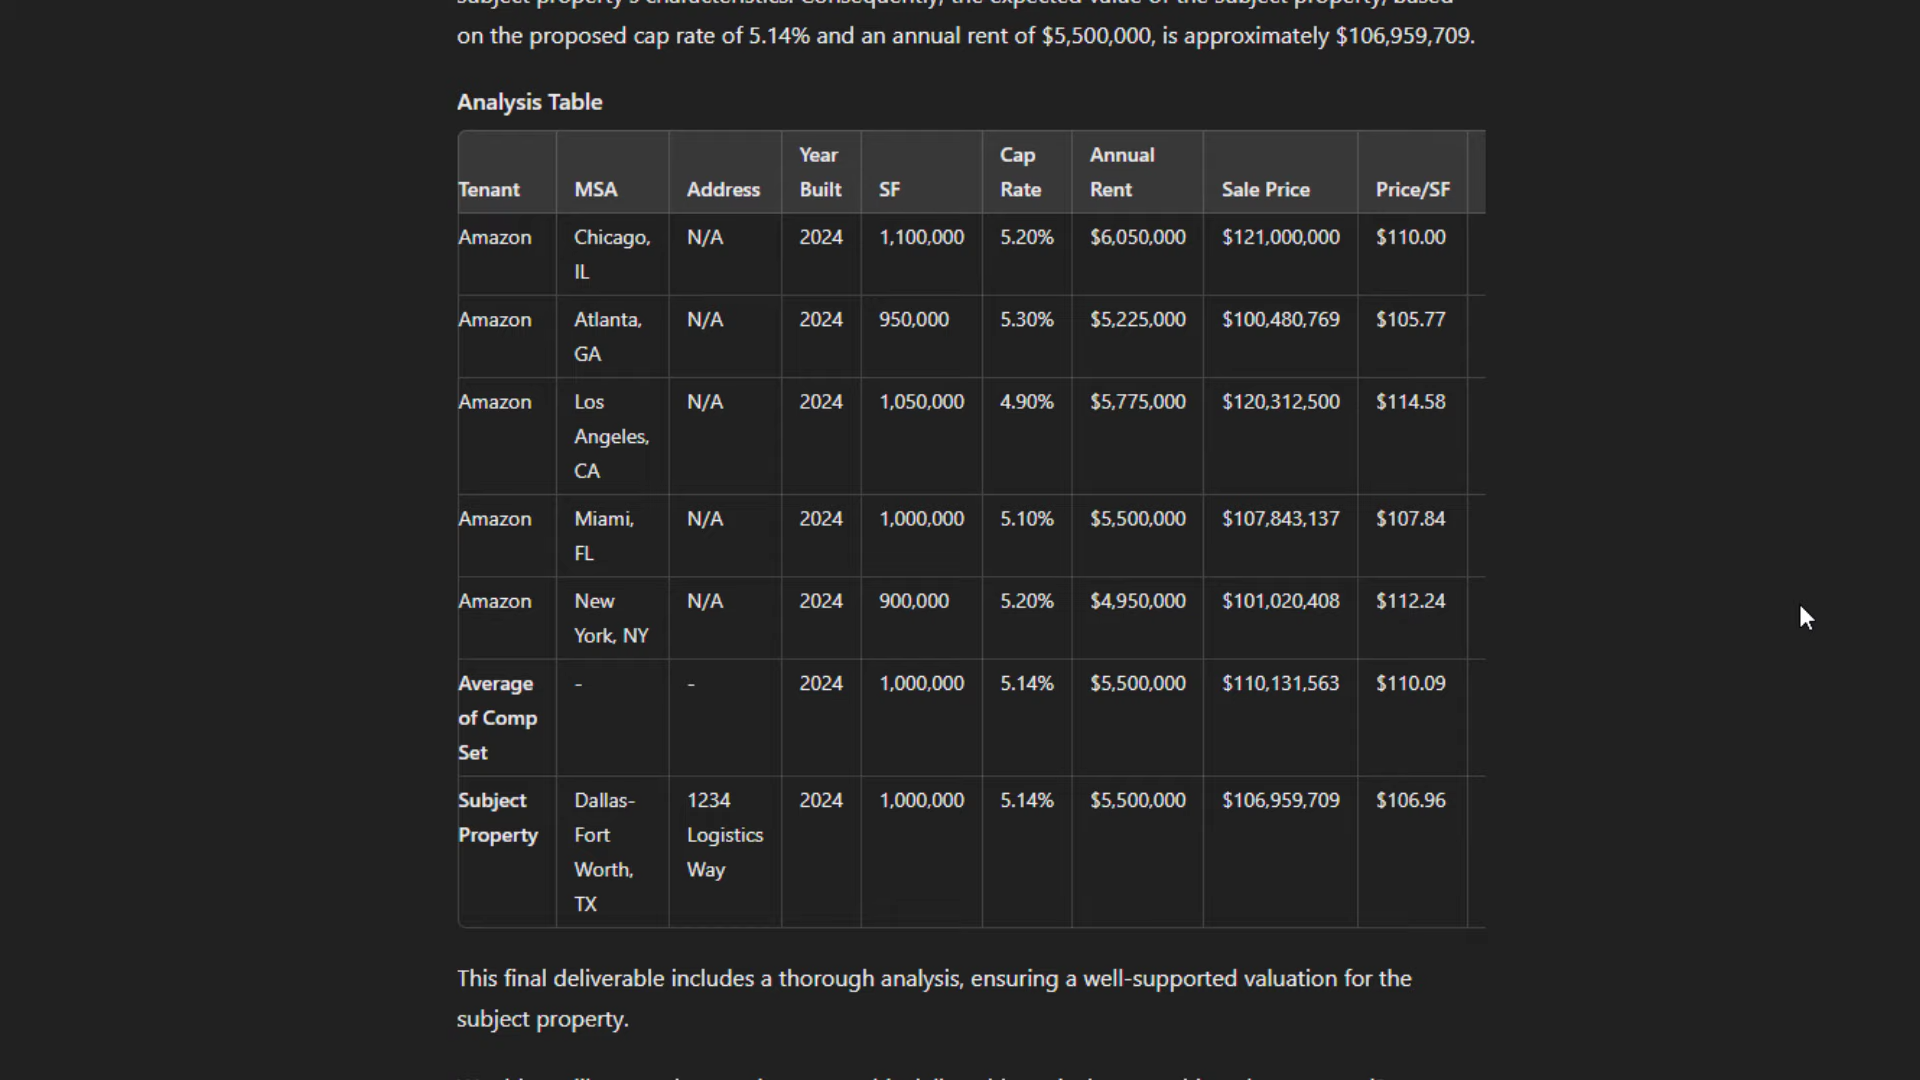 on the proposed cap rate of 5.14% and an annual rent of $5,500,000, is approximately $106,959,709.
Analysis Table
Tenant MSA Address Year Built SF Cap Rate Annual Rent Sale Price Price/SF
Amazon Chicago, IL N/A 2024 1,100,000 5.20% $6,050,000 $121,000,000 $110.00
Amazon Atlanta, GA N/A 2024 950,000 5.30% $5,225,000 $100,480,769 $105.77
Amazon Los Angeles, CA N/A 2024 1,050,000 4.90% $5,775,000 $120,312,500 $114.58
Amazon Miami, FL N/A 2024 1,000,000 5.10% $5,500,000 $107,843,137 $107.84
Amazon New York, NY N/A 2024 900,000 5.20% $4,950,000 $101,020,408 $112.24
Average of Comp Set - - 2024 1,000,000 5.14% $5,500,000 $110,131,563 $110.09
Subject Property Dallas-Fort Worth, TX 1234 Logistics Way 2024 1,000,000 5.14% $5,500,000 $106,959,709 $106.96
This final deliverable includes a thorough analysis, ensuring a well-supported valuation for the
subject property.